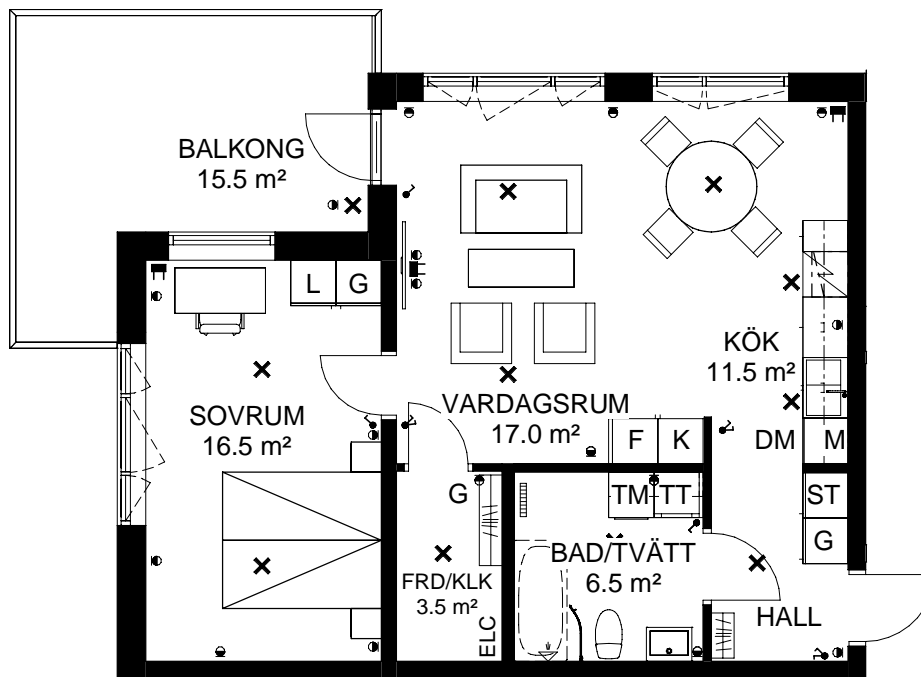 BALKONG
15.5 m²
L
G
KÖK
11.5 m²
SOVRUM
16.5 m²
VARDAGSRUM
17.0 m²
F
K
DM
M
G
TM
TT
ST
G
BAD/TVÄTT
6.5 m²
FRD/KLK
3.5 m²
ELC
HALL